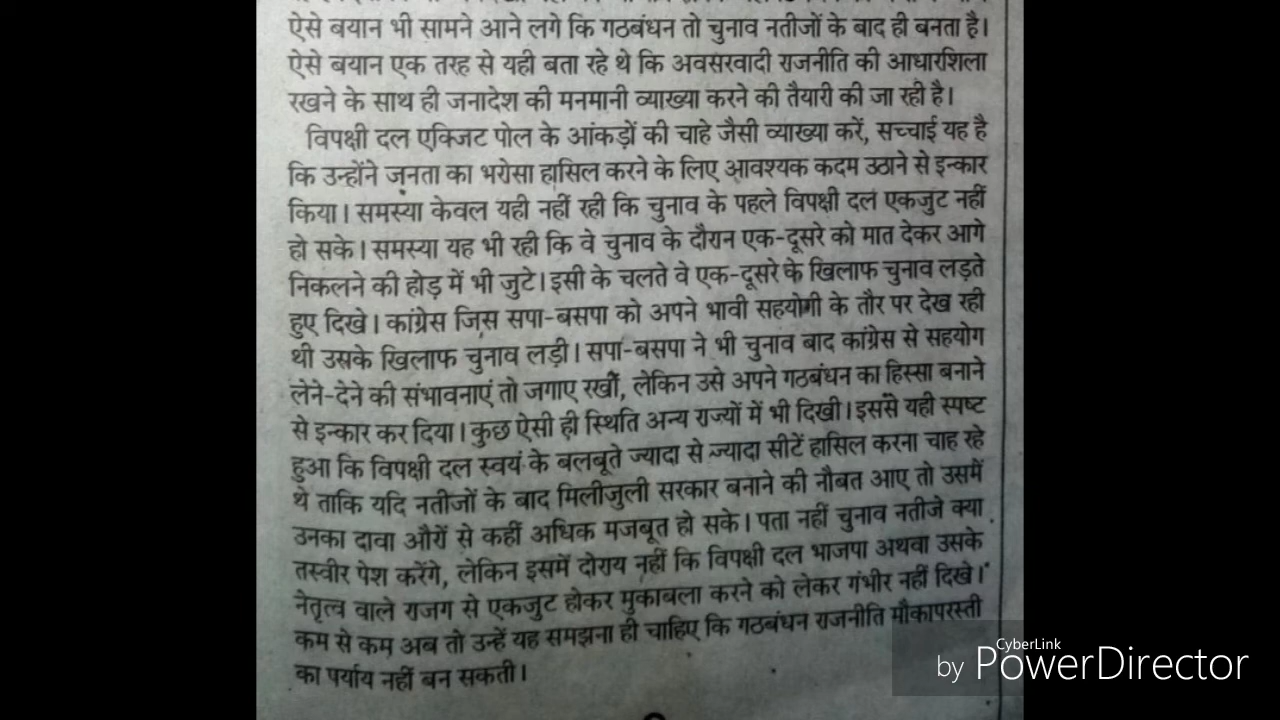 ऐसे बयान भी सामने आने लगे कि गठबंधन तो चुनाव नतीजों के बाद ही बनता है।
ऐसे बयान एक तरह से यही बता रहे थे कि अवसरवादी राजनीति की आधारशिला
रखने के साथ ही जनादेश की मनमानी व्याख्या करने की तैयारी की जा रही है।
विपक्षी दल एक्जिट पोल के आंकड़ों की चाहे जैसी व्याख्या करें, सच्चाई यह है
कि उन्होंने जनता का भरोसा हासिल करने के लिए आवश्यक कदम उठाने से इन्कार
किया। समस्या केवल यही नहीं रही कि चुनाव के पहले विपक्षी दल एकजुट नहीं
हो सके। समस्या यह भी रही कि वे चुनाव के दौरान एक-दूसरे को मात देकर आगे
निकलने की होड़ में भी जुटे। इसी के चलते वे एक-दूसरे के खिलाफ चुनाव लड़ते
हुए दिखे। कांग्रेस जिस सपा-बसपा को अपने भावी सहयोगी के तौर पर देख रही
थी उसके खिलाफ चुनाव लड़ी। सपा-बसपा ने भी चुनाव बाद कांग्रेस से सहयोग
लेने-देने की संभावनाएं तो जगाए रखीं, लेकिन उसे अपने गठबंधन का हिस्सा बनाने
से इन्कार कर दिया। कुछ ऐसी ही स्थिति अन्य राज्यों में भी दिखी। इससे यही स्पष्ट
हुआ कि विपक्षी दल स्वयं के बलबूते ज्यादा से ज्यादा सीटें हासिल करना चाह रहे
थे ताकि यदि नतीजों के बाद मिलीजुली सरकार बनाने की नौबत आए तो उसमें
उनका दावा औरों से कहीं अधिक मजबूत हो सके। पता नहीं चुनाव नतीजे क्या
तस्वीर पेश करेंगे, लेकिन इसमें दोराय नहीं कि विपक्षी दल भाजपा अथवा उसके
नेतृत्व वाले राजग से एकजुट होकर मुकाबला करने को लेकर गंभीर नहीं दिखे।
कम से कम अब तो उन्हें यह समझना ही चाहिए कि गठबंधन राजनीति मौकापरस्ती
का पर्याय नहीं बन सकती।
CyberLink
by PowerDirector